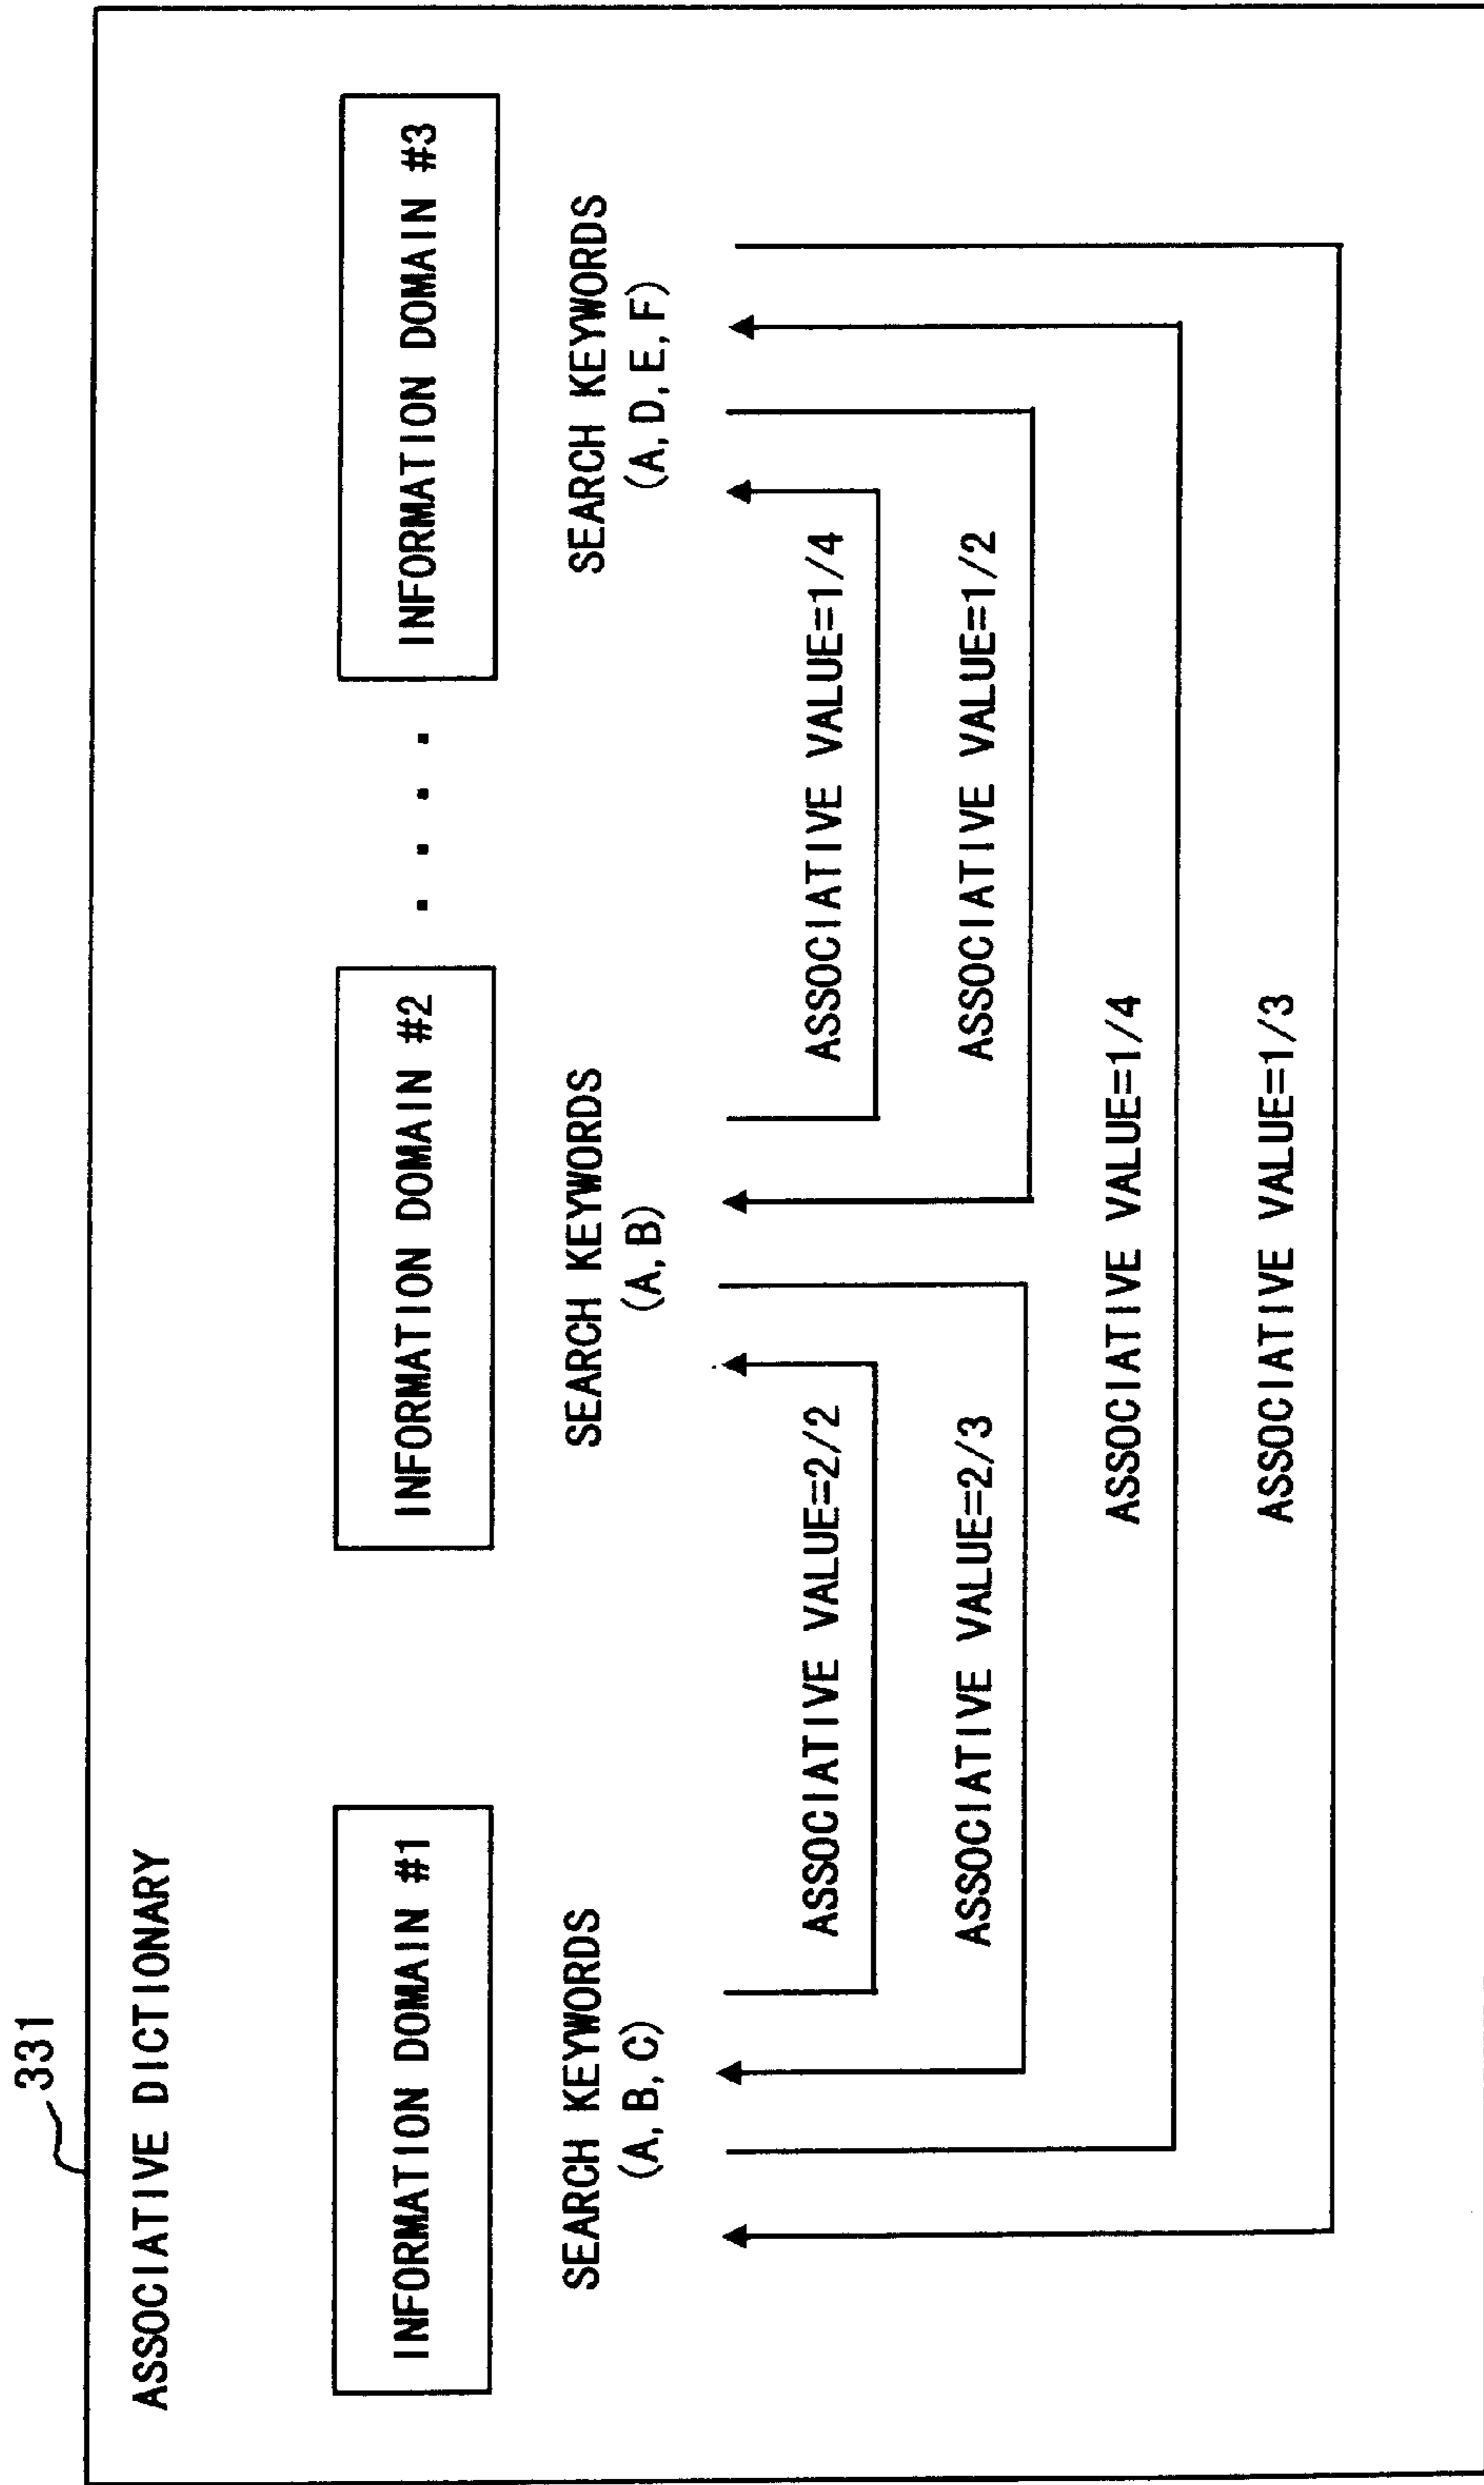 331
ASSOCIATIVE DICTIONARY
INFORMATION DOMAIN #1
INFORMATION DOMAIN #2
. . . .
INFORMATION DOMAIN #3
SEARCH KEYWORDS
(A, B, C)
SEARCH KEYWORDS
(A, B)
SEARCH KEYWORDS
(A, D, E, F)
ASSOCIATIVE VALUE=2/2
ASSOCIATIVE VALUE=1/4
ASSOCIATIVE VALUE=2/3
ASSOCIATIVE VALUE=1/2
ASSOCIATIVE VALUE=1/4
ASSOCIATIVE VALUE=1/3